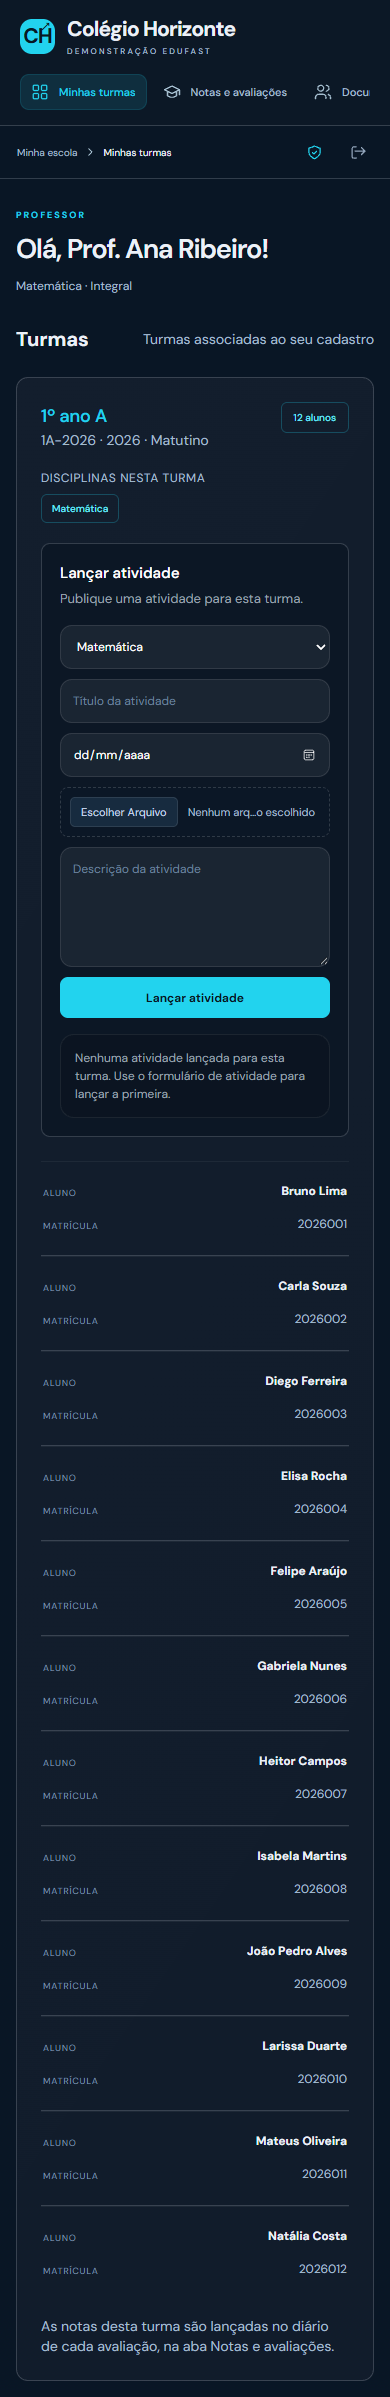 CH
Colégio Horizonte
DEMONSTRAÇÃO EDUFAST
Minhas turmas
Notas e avaliações
Docu
Minha escola > Minhas turmas
PROFESSOR
Olá, Prof. Ana Ribeiro!
Matemática · Integral
Turmas
Turmas associadas ao seu cadastro
1º ano A
12 alunos
1A-2026 · 2026 · Matutino
DISCIPLINAS NESTA TURMA
Matemática
Lançar atividade
Publique uma atividade para esta turma.
Matemática
Título da atividade
dd/mm/aaaa
Escolher Arquivo
Nenhum arq...o escolhido
Descrição da atividade
Lançar atividade
Nenhuma atividade lançada para esta
turma. Use o formulário de atividade para
lançar a primeira.
ALUNO
Bruno Lima
MATRÍCULA
2026001
ALUNO
Carla Souza
MATRÍCULA
2026002
ALUNO
Diego Ferreira
MATRÍCULA
2026003
ALUNO
Elisa Rocha
MATRÍCULA
2026004
ALUNO
Felipe Araújo
MATRÍCULA
2026005
ALUNO
Gabriela Nunes
MATRÍCULA
2026006
ALUNO
Heitor Campos
MATRÍCULA
2026007
ALUNO
Isabela Martins
MATRÍCULA
2026008
ALUNO
João Pedro Alves
MATRÍCULA
2026009
ALUNO
Larissa Duarte
MATRÍCULA
2026010
ALUNO
Mateus Oliveira
MATRÍCULA
2026011
ALUNO
Natália Costa
MATRÍCULA
2026012
As notas desta turma são lançadas no diário
de cada avaliação, na aba Notas e avaliações.